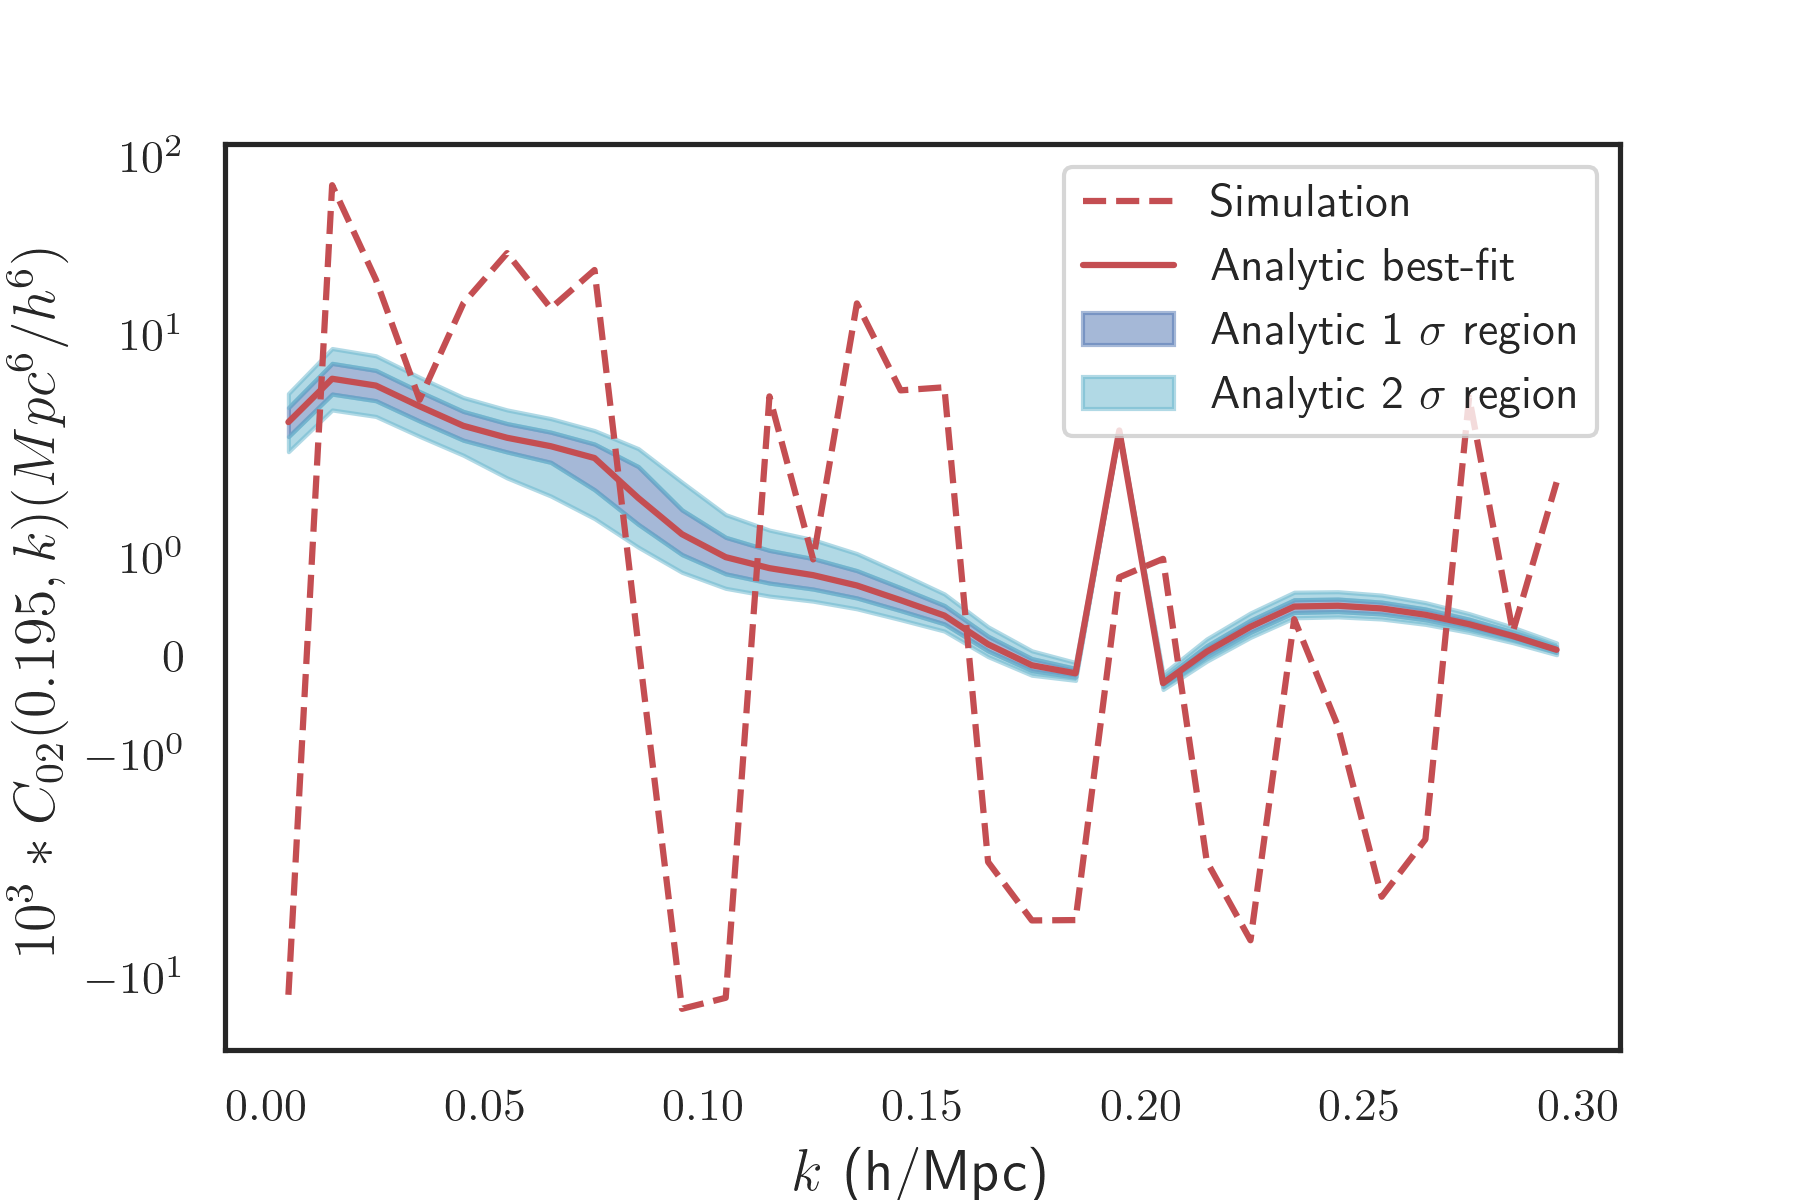 10^3 * C_{02}(0.195, k)(Mpc^6/h^6)
10^2
10^1
10^0
0
−10^0
−10^1
Simulation
Analytic best-fit
Analytic 1 σ region
Analytic 2 σ region
0.00 0.05 0.10 0.15 0.20 0.25 0.30
k (h/Mpc)